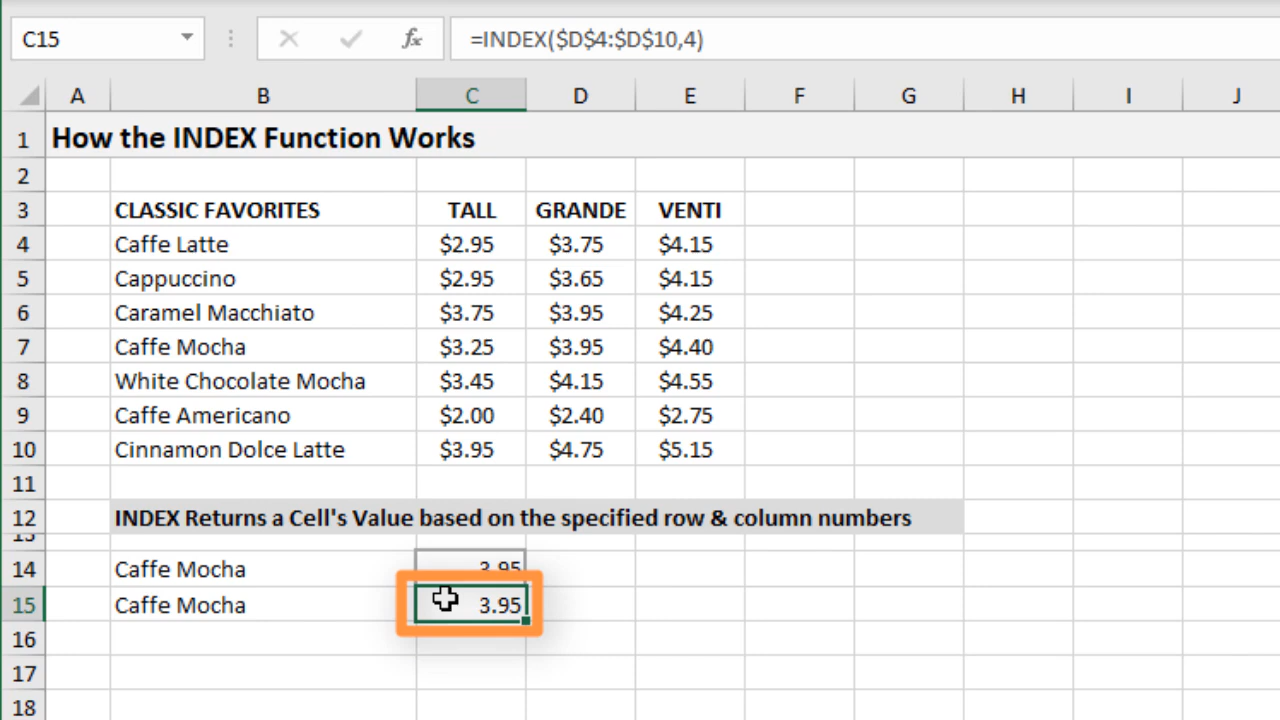 C15 fx =INDEX($D$4:$D$10,4)
A B C D E F G H I J
1 How the INDEX Function Works
2
3 CLASSIC FAVORITES TALL GRANDE VENTI
4 Caffe Latte $2.95 $3.75 $4.15
5 Cappuccino $2.95 $3.65 $4.15
6 Caramel Macchiato $3.75 $3.95 $4.25
7 Caffe Mocha $3.25 $3.95 $4.40
8 White Chocolate Mocha $3.45 $4.15 $4.55
9 Caffe Americano $2.00 $2.40 $2.75
10 Cinnamon Dolce Latte $3.95 $4.75 $5.15
11
12 INDEX Returns a Cell's Value based on the specified row & column numbers
13
14 Caffe Mocha 3.95
15 Caffe Mocha 3.95
16
17
18